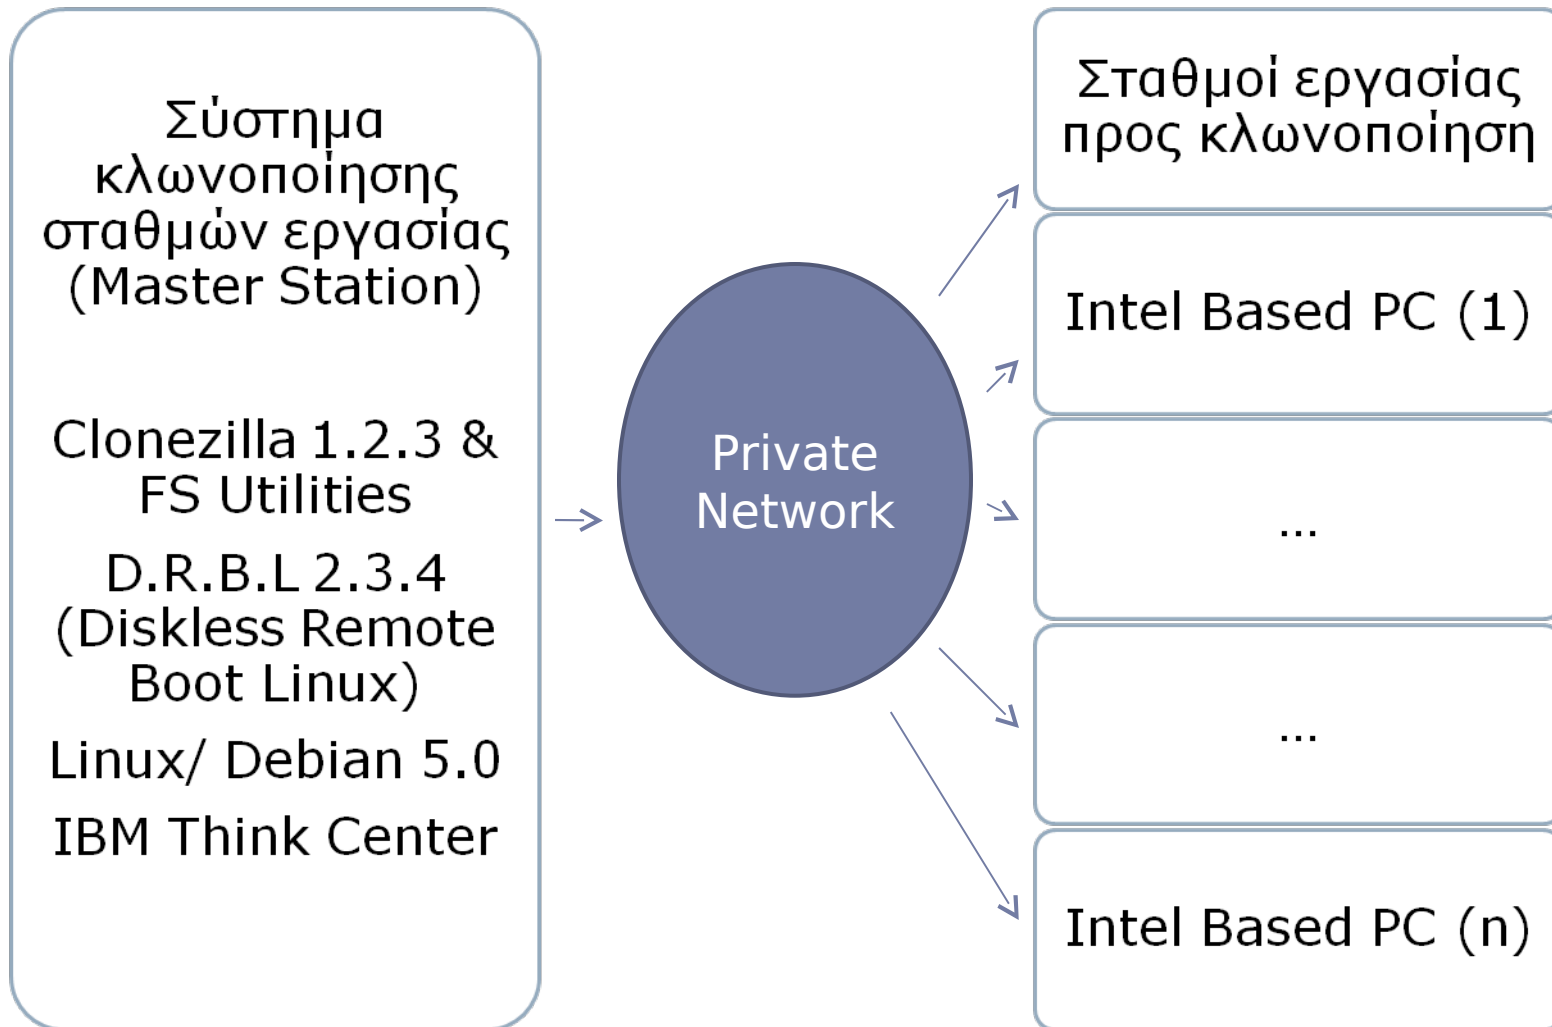 Σύστημα
κλωνοποίησης
σταθμών εργασίας
(Master Station)
Clonezilla 1.2.3 &
FS Utilities
D.R.B.L 2.3.4
(Diskless Remote
Boot Linux)
Linux/ Debian 5.0
IBM Think Center
Private
Network
Σταθμοί εργασίας
προς κλωνοποίηση
Intel Based PC (1)
...
...
Intel Based PC (n)